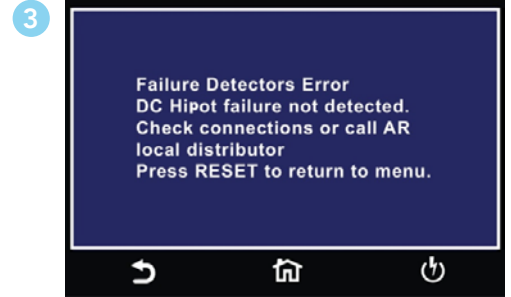 3
Failure Detectors Error
DC Hipot failure not detected.
Check connections or call AR
local distributor
Press RESET to return to menu.